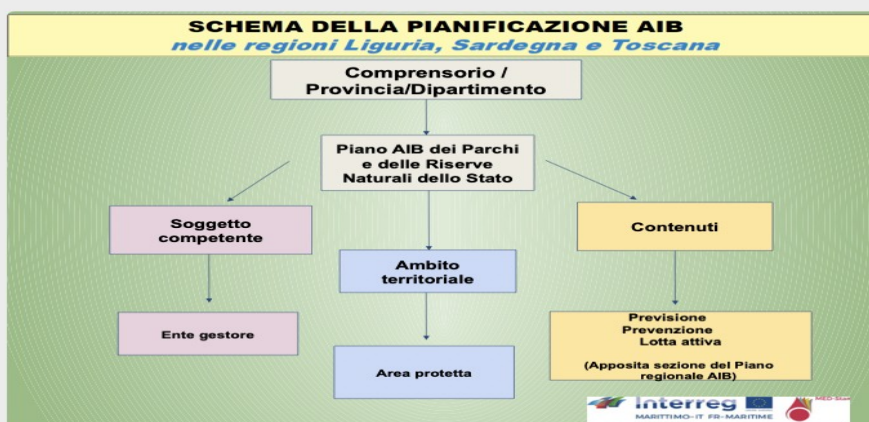 SCHEMA DELLA PIANIFICAZIONE AIB
nelle regioni Liguria, Sardegna e Toscana
Comprensorio /
Provincia/Dipartimento
Piano AIB dei Parchi
e delle Riserve
Naturali dello Stato
Soggetto
competente
Contenuti
Ambito
territoriale
Ente gestore
Previsione
Prevenzione
Lotta attiva
(Apposita sezione del Piano
regionale AIB)
Area protetta
Interreg
MARITTIMO-IT FR-MARITIME
MED-Star